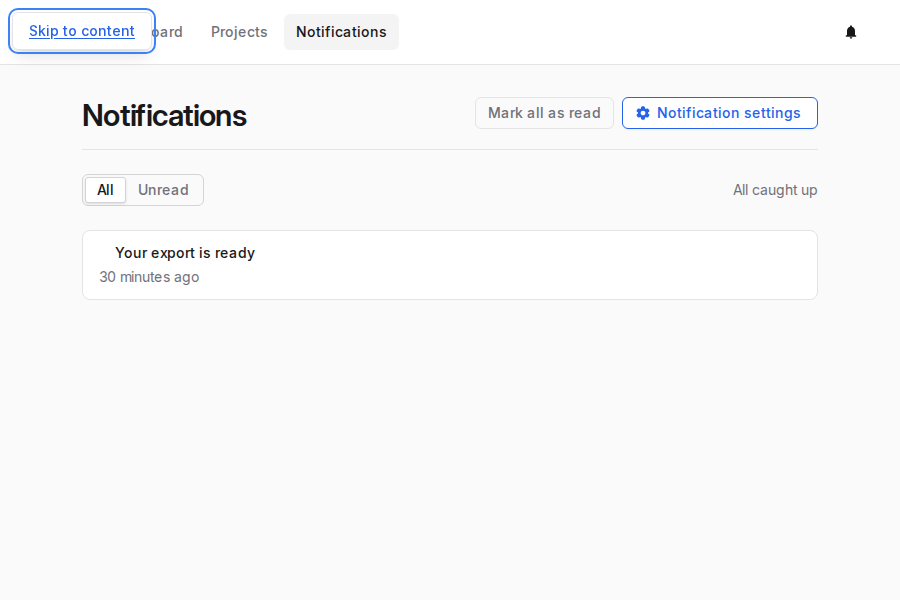 Skip to content
Projects
Notifications
Notifications
Mark all as read
Notification settings
All
Unread
All caught up
Your export is ready
30 minutes ago